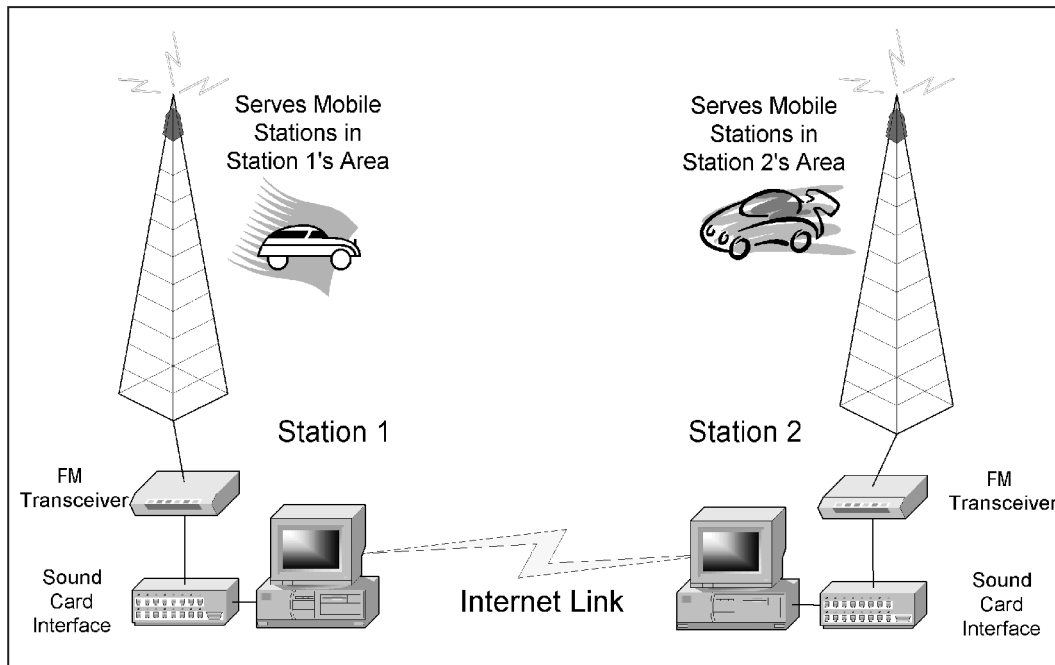 Serves Mobile
Stations in
Station 1's Area
Serves Mobile
Stations in
Station 2's Area
Station 1
Station 2
FM
Transceiver
FM
Transceiver
Sound
Card
Interface
Internet Link
Sound
Card
Interface